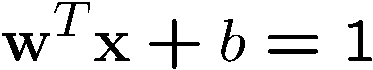 w^T x + b = 1